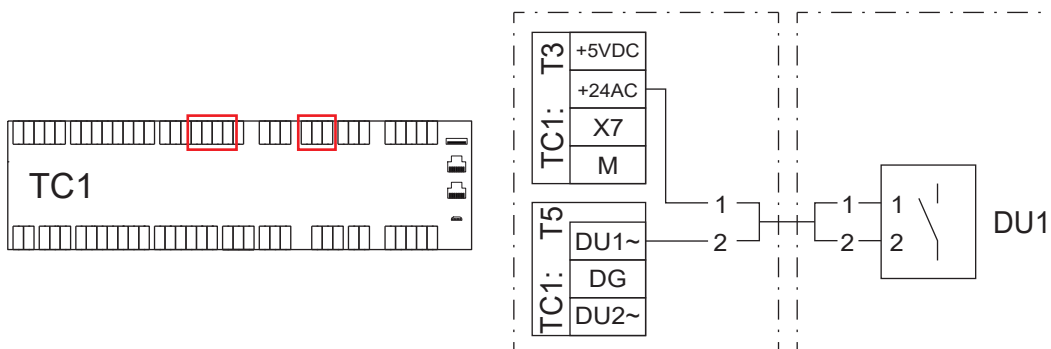 TC1
TC1: T3
+5VDC
+24AC
X7
M
TC1: T5
DU1~
DG
DU2~
1
2
1
2
1
2
DU1